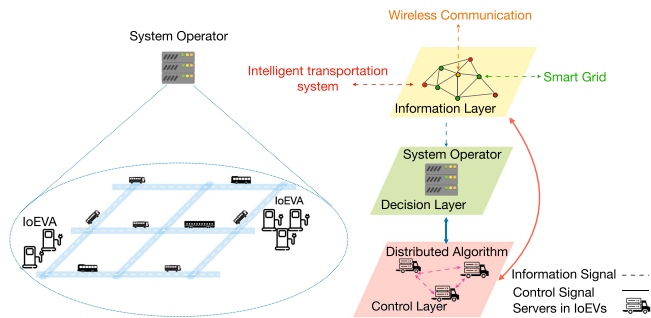 System Operator
IoEVA
IoEVA
Wireless Communication
Intelligent transportation
system
Smart Grid
Information Layer
System Operator
Decision Layer
Distributed Algorithm
Control Layer
Information Signal
Control Signal
Servers in IoEVs